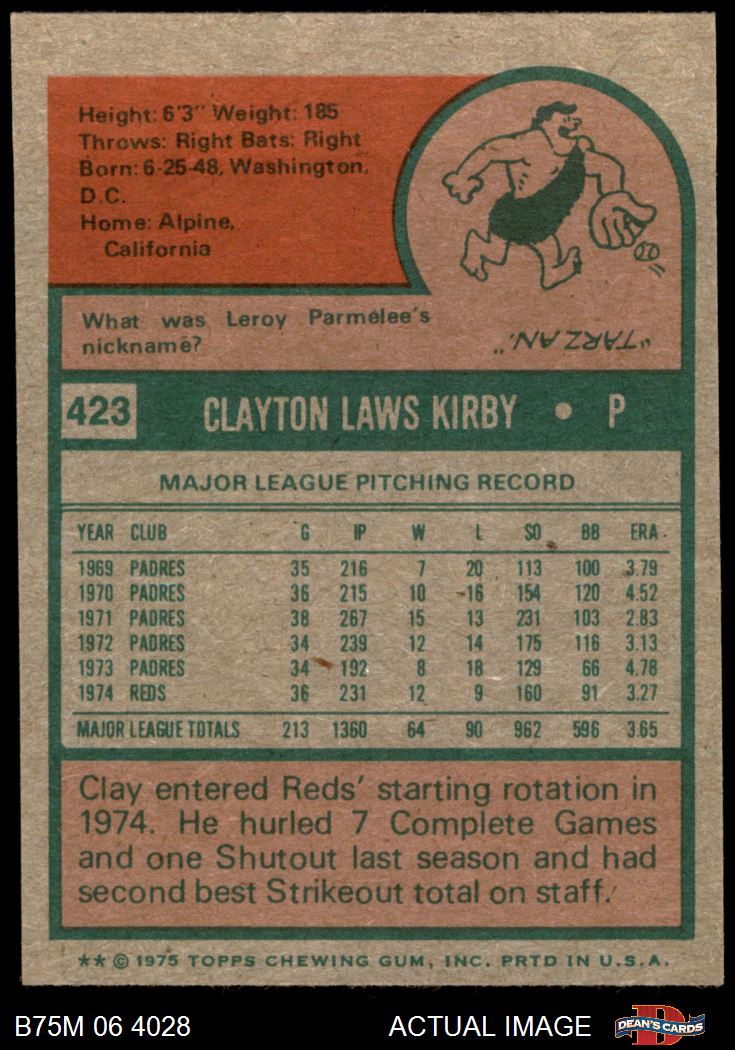 Height: 6'3" Weight: 185
Throws: Right Bats: Right
Born: 6-25-48, Washington,
D.C.
Home: Alpine,
California
What was Leroy Parmelee's
nickname?
"TARZAN."
423 CLAYTON LAWS KIRBY • P
MAJOR LEAGUE PITCHING RECORD
YEAR CLUB G IP W L SO BB ERA
1969 PADRES 35 216 7 20 113 100 3.79
1970 PADRES 36 215 10 16 154 120 4.52
1971 PADRES 38 267 15 13 231 103 2.83
1972 PADRES 34 239 12 14 175 116 3.13
1973 PADRES 34 192 8 18 129 66 4.78
1974 REDS 36 231 12 9 160 91 3.27
MAJOR LEAGUE TOTALS 213 1360 64 90 962 596 3.65
Clay entered Reds' starting rotation in
1974. He hurled 7 Complete Games
and one Shutout last season and had
second best Strikeout total on staff.
** © 1975 TOPPS CHEWING GUM, INC. PRTD IN U.S.A.
B75M 06 4028 ACTUAL IMAGE D DEAN'S CARDS